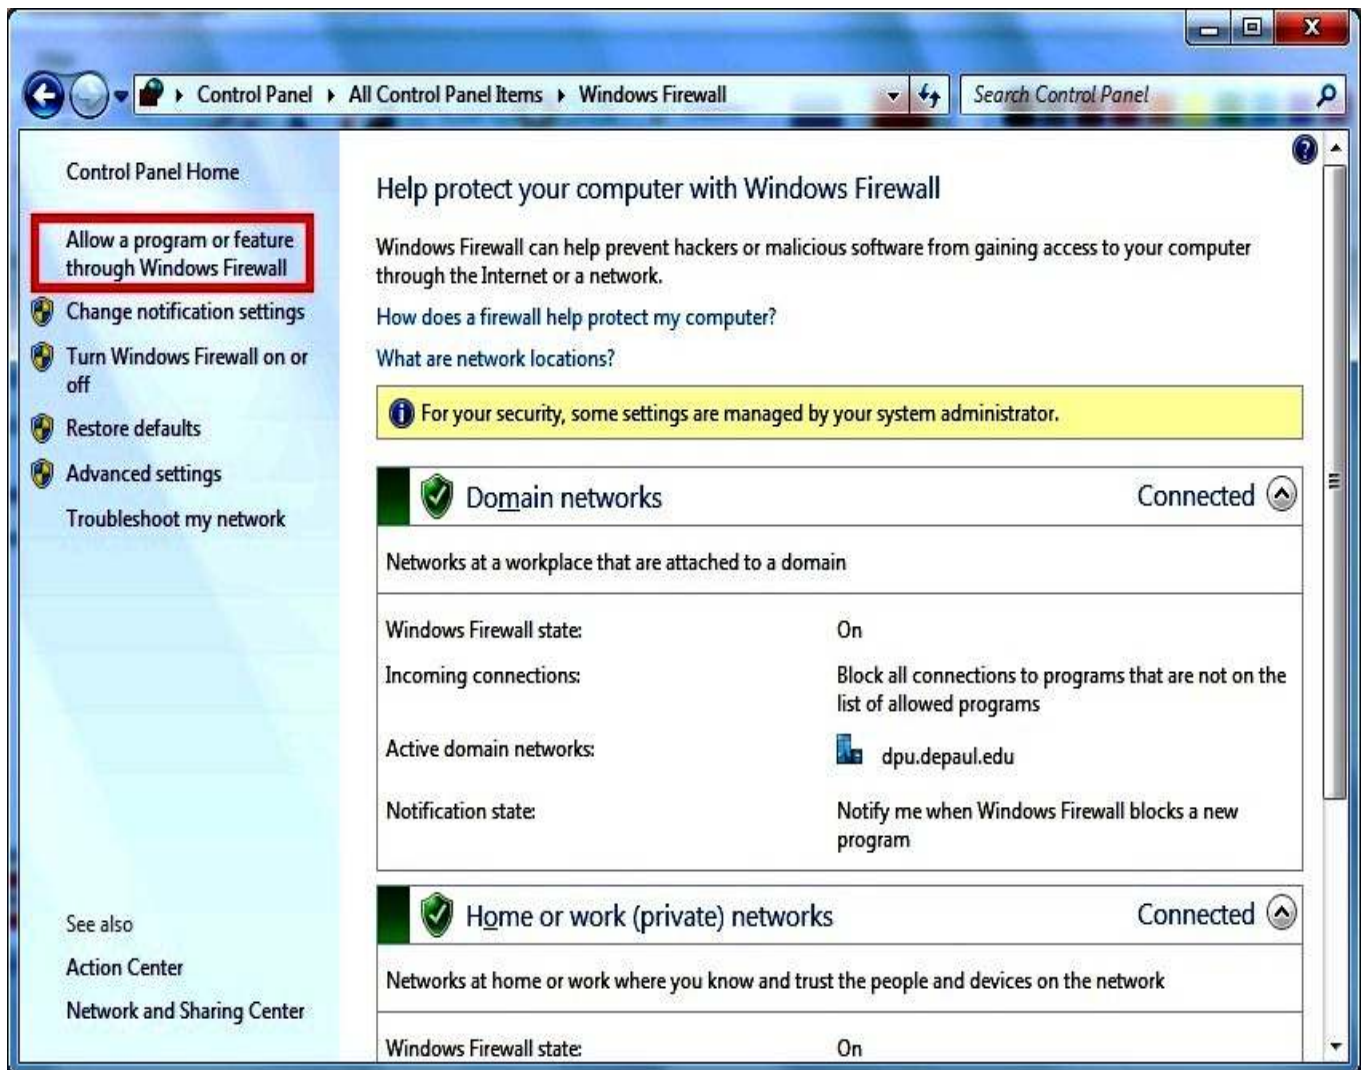 Control Panel ▸ All Control Panel Items ▸ Windows Firewall
Search Control Panel
Control Panel Home
Allow a program or feature
through Windows Firewall
Change notification settings
Turn Windows Firewall on or
off
Restore defaults
Advanced settings
Troubleshoot my network
See also
Action Center
Network and Sharing Center
Help protect your computer with Windows Firewall
Windows Firewall can help prevent hackers or malicious software from gaining access to your computer
through the Internet or a network.
How does a firewall help protect my computer?
What are network locations?
For your security, some settings are managed by your system administrator.
Domain networks Connected
Networks at a workplace that are attached to a domain
Windows Firewall state: On
Incoming connections: Block all connections to programs that are not on the
list of allowed programs
Active domain networks: dpu.depaul.edu
Notification state: Notify me when Windows Firewall blocks a new
program
Home or work (private) networks Connected
Networks at home or work where you know and trust the people and devices on the network
Windows Firewall state: On